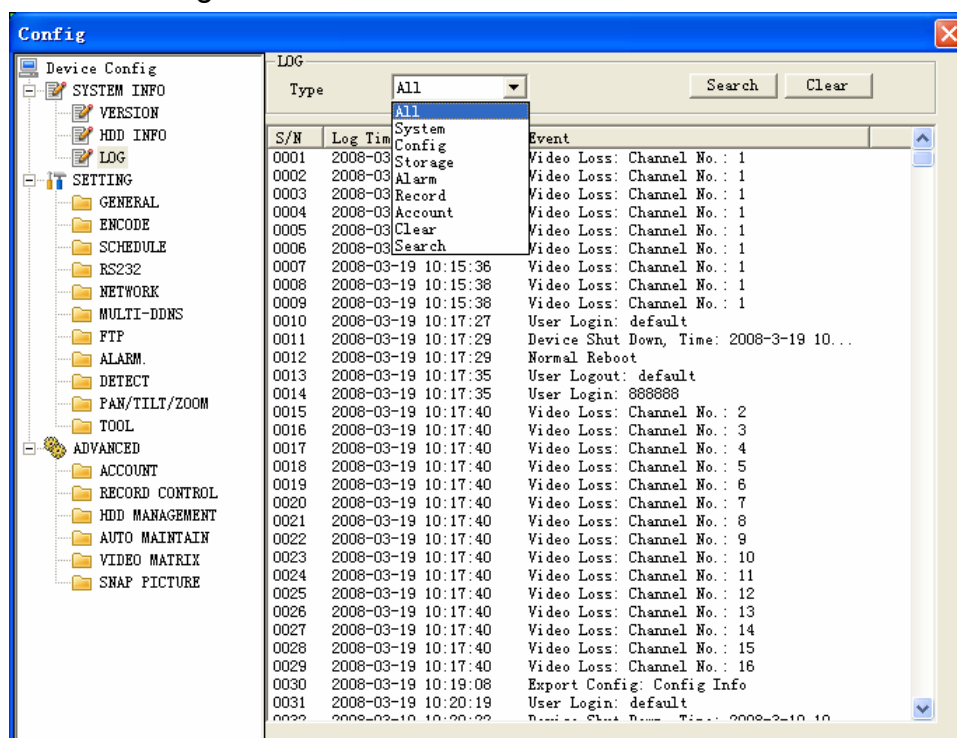 Config
Device Config
SYSTEM INFO
VERSION
HDD INFO
LOG
SETTING
GENERAL
ENCODE
SCHEDULE
RS232
NETWORK
MULTI-DDNS
FTP
ALARM.
DETECT
PAN/TILT/ZOOM
TOOL
ADVANCED
ACCOUNT
RECORD CONTROL
HDD MANAGEMENT
AUTO MAINTAIN
VIDEO MATRIX
SNAP PICTURE
LOG
Type All Search Clear
All
System
Config
Storage
Alarm
Record
Account
Clear
Search
S/N Log Tim Event
0001 2008-03 Video Loss: Channel No.: 1
0002 2008-03 Video Loss: Channel No.: 1
0003 2008-03 Video Loss: Channel No.: 1
0004 2008-03 Video Loss: Channel No.: 1
0005 2008-03 Video Loss: Channel No.: 1
0006 2008-03 Video Loss: Channel No.: 1
0007 2008-03-19 10:15:36 Video Loss: Channel No.: 1
0008 2008-03-19 10:15:38 Video Loss: Channel No.: 1
0009 2008-03-19 10:15:38 Video Loss: Channel No.: 1
0010 2008-03-19 10:17:27 User Login: default
0011 2008-03-19 10:17:29 Device Shut Down, Time: 2008-3-19 10...
0012 2008-03-19 10:17:29 Normal Reboot
0013 2008-03-19 10:17:35 User Logout: default
0014 2008-03-19 10:17:35 User Login: 888888
0015 2008-03-19 10:17:40 Video Loss: Channel No.: 2
0016 2008-03-19 10:17:40 Video Loss: Channel No.: 3
0017 2008-03-19 10:17:40 Video Loss: Channel No.: 4
0018 2008-03-19 10:17:40 Video Loss: Channel No.: 5
0019 2008-03-19 10:17:40 Video Loss: Channel No.: 6
0020 2008-03-19 10:17:40 Video Loss: Channel No.: 7
0021 2008-03-19 10:17:40 Video Loss: Channel No.: 8
0022 2008-03-19 10:17:40 Video Loss: Channel No.: 9
0023 2008-03-19 10:17:40 Video Loss: Channel No.: 10
0024 2008-03-19 10:17:40 Video Loss: Channel No.: 11
0025 2008-03-19 10:17:40 Video Loss: Channel No.: 12
0026 2008-03-19 10:17:40 Video Loss: Channel No.: 13
0027 2008-03-19 10:17:40 Video Loss: Channel No.: 14
0028 2008-03-19 10:17:40 Video Loss: Channel No.: 15
0029 2008-03-19 10:17:40 Video Loss: Channel No.: 16
0030 2008-03-19 10:19:08 Export Config: Config Info
0031 2008-03-19 10:20:19 User Login: default